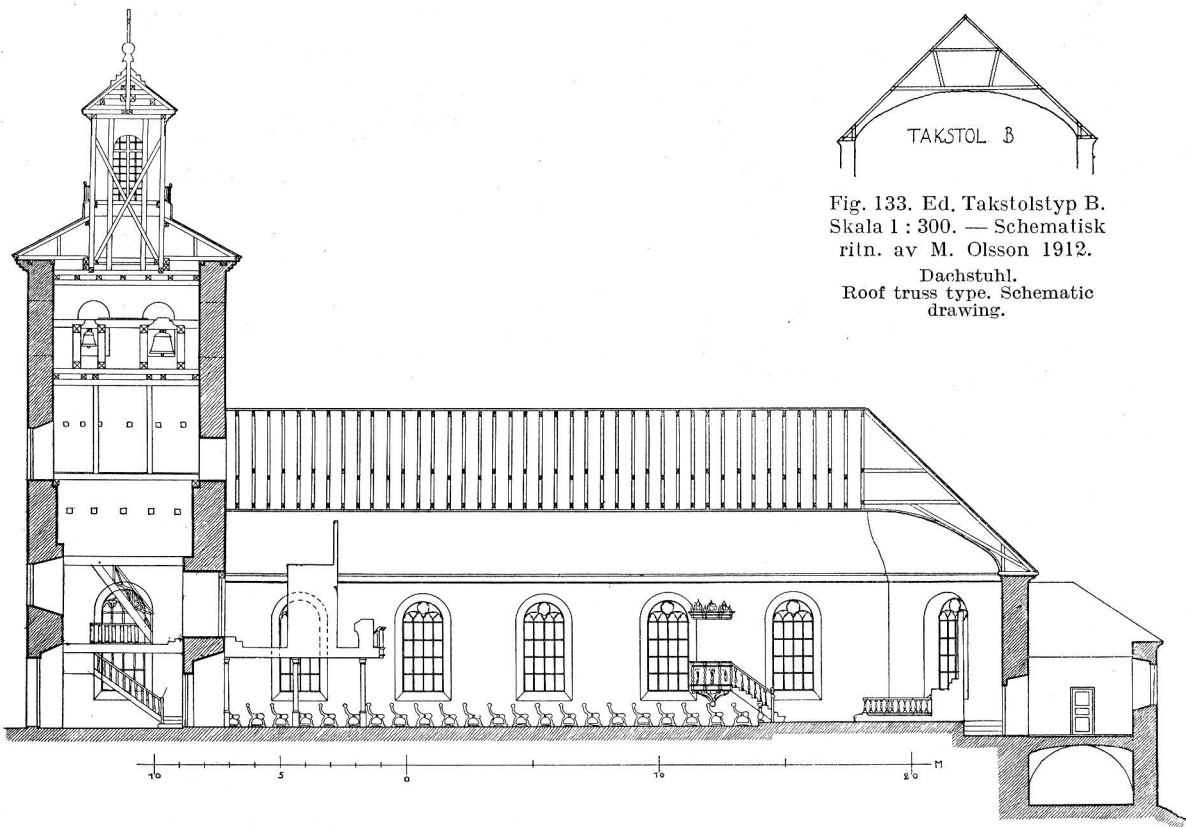 TAKSTOL B
Fig. 133. Ed. Takstolstyp B.
Skala 1 : 300. — Schematisk
ritn. av M. Olsson 1912.
Dachstuhl.
Roof truss type. Schematic
drawing.
10 5 0 10 20 M